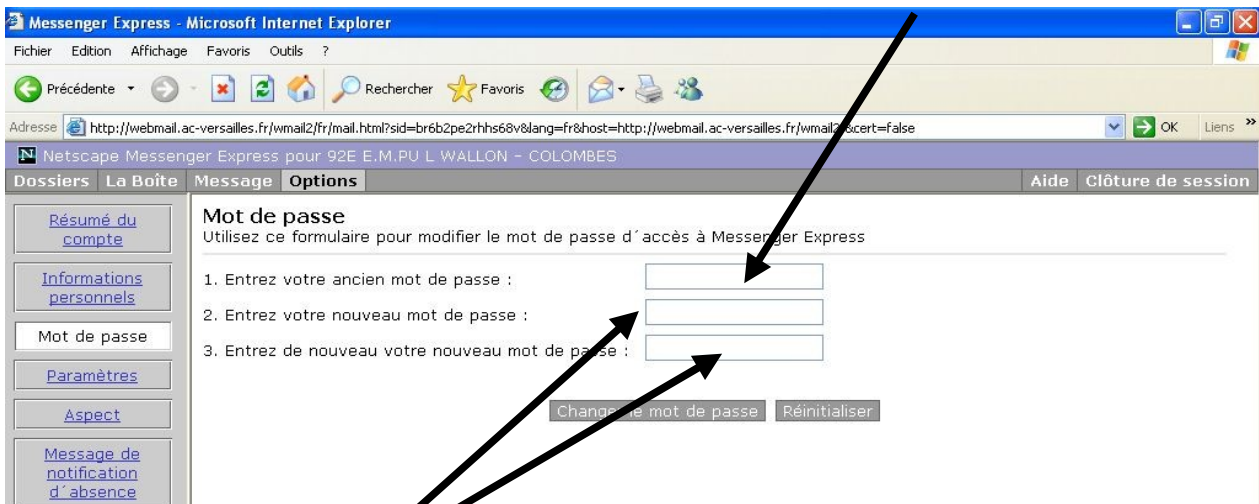 Messenger Express - Microsoft Internet Explorer
Fichier Edition Affichage Favoris Outils ?
Précédente Rechercher Favoris
Adresse http://webmail.ac-versailles.fr/wmail2/fr/mail.html?sid=br6b2pe2rhhs68v&lang=fr&host=http://webmail.ac-versailles.fr/wmail2/&cert=false OK Liens »
N Netscape Messenger Express pour 92E E.M.PU L WALLON - COLOMBES
Dossiers La Boîte Message Options Aide Clôture de session
Résumé du
compte
Informations
personnels
Mot de passe
Paramètres
Aspect
Message de
notification
d´absence
Mot de passe
Utilisez ce formulaire pour modifier le mot de passe d´accès à Messenger Express
1. Entrez votre ancien mot de passe :
2. Entrez votre nouveau mot de passe :
3. Entrez de nouveau votre nouveau mot de passe :
Changer le mot de passe Réinitialiser